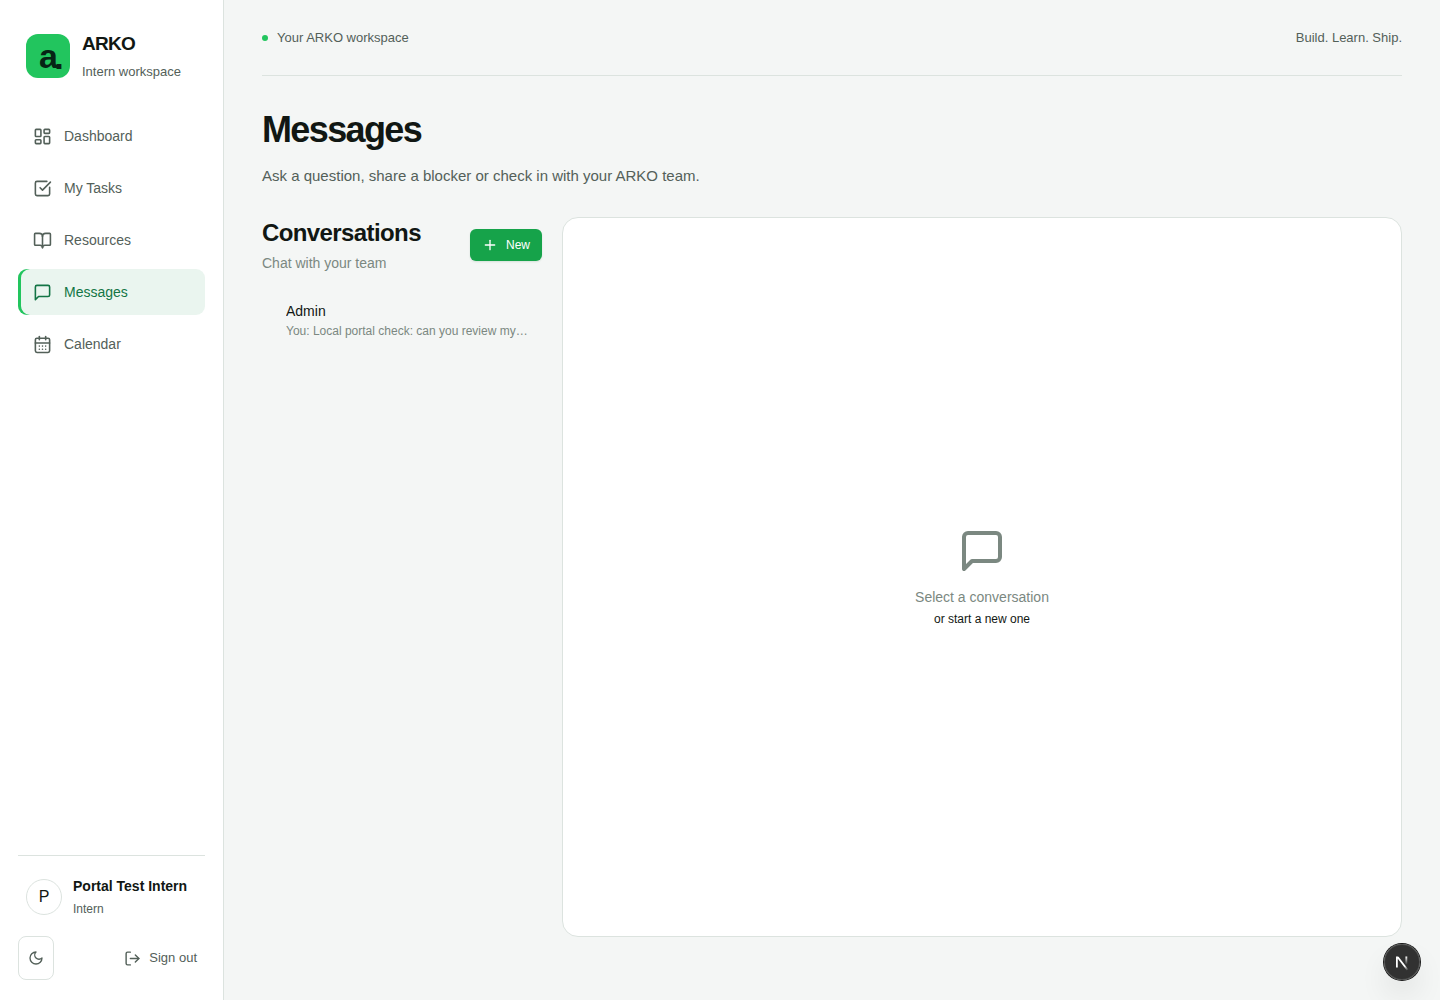 a.
ARKO
Intern workspace
Dashboard
My Tasks
Resources
Messages
Calendar
Portal Test Intern
P
Intern
Sign out
Your ARKO workspace
Build. Learn. Ship.
Messages
Ask a question, share a blocker or check in with your ARKO team.
Conversations
New
Chat with your team
Admin
You: Local portal check: can you review my…
Select a conversation
or start a new one
N